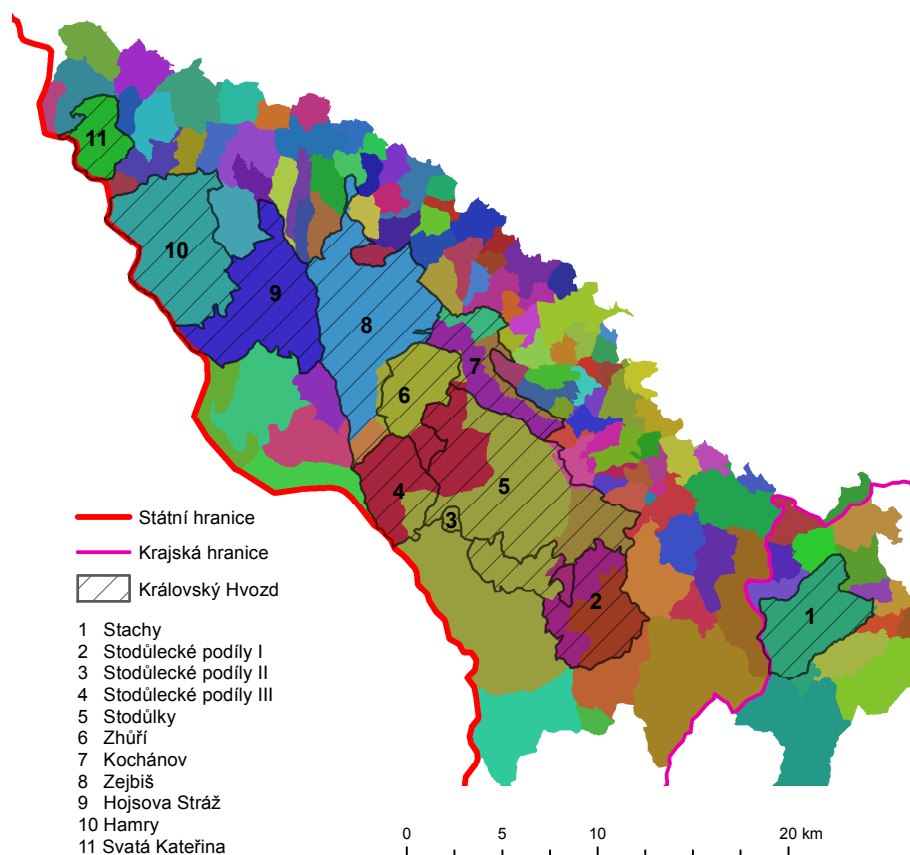 11
10
9
8
7
6
5
4
3
2
1
Státní hranice
Krajská hranice
Královský Hvozd
1 Stachy
2 Stodůlecké podíly I
3 Stodůlecké podíly II
4 Stodůlecké podíly III
5 Stodůlky
6 Zhůří
7 Kochánov
8 Zejbiš
9 Hojsova Stráž
10 Hamry
11 Svatá Kateřina
0 5 10 20 km